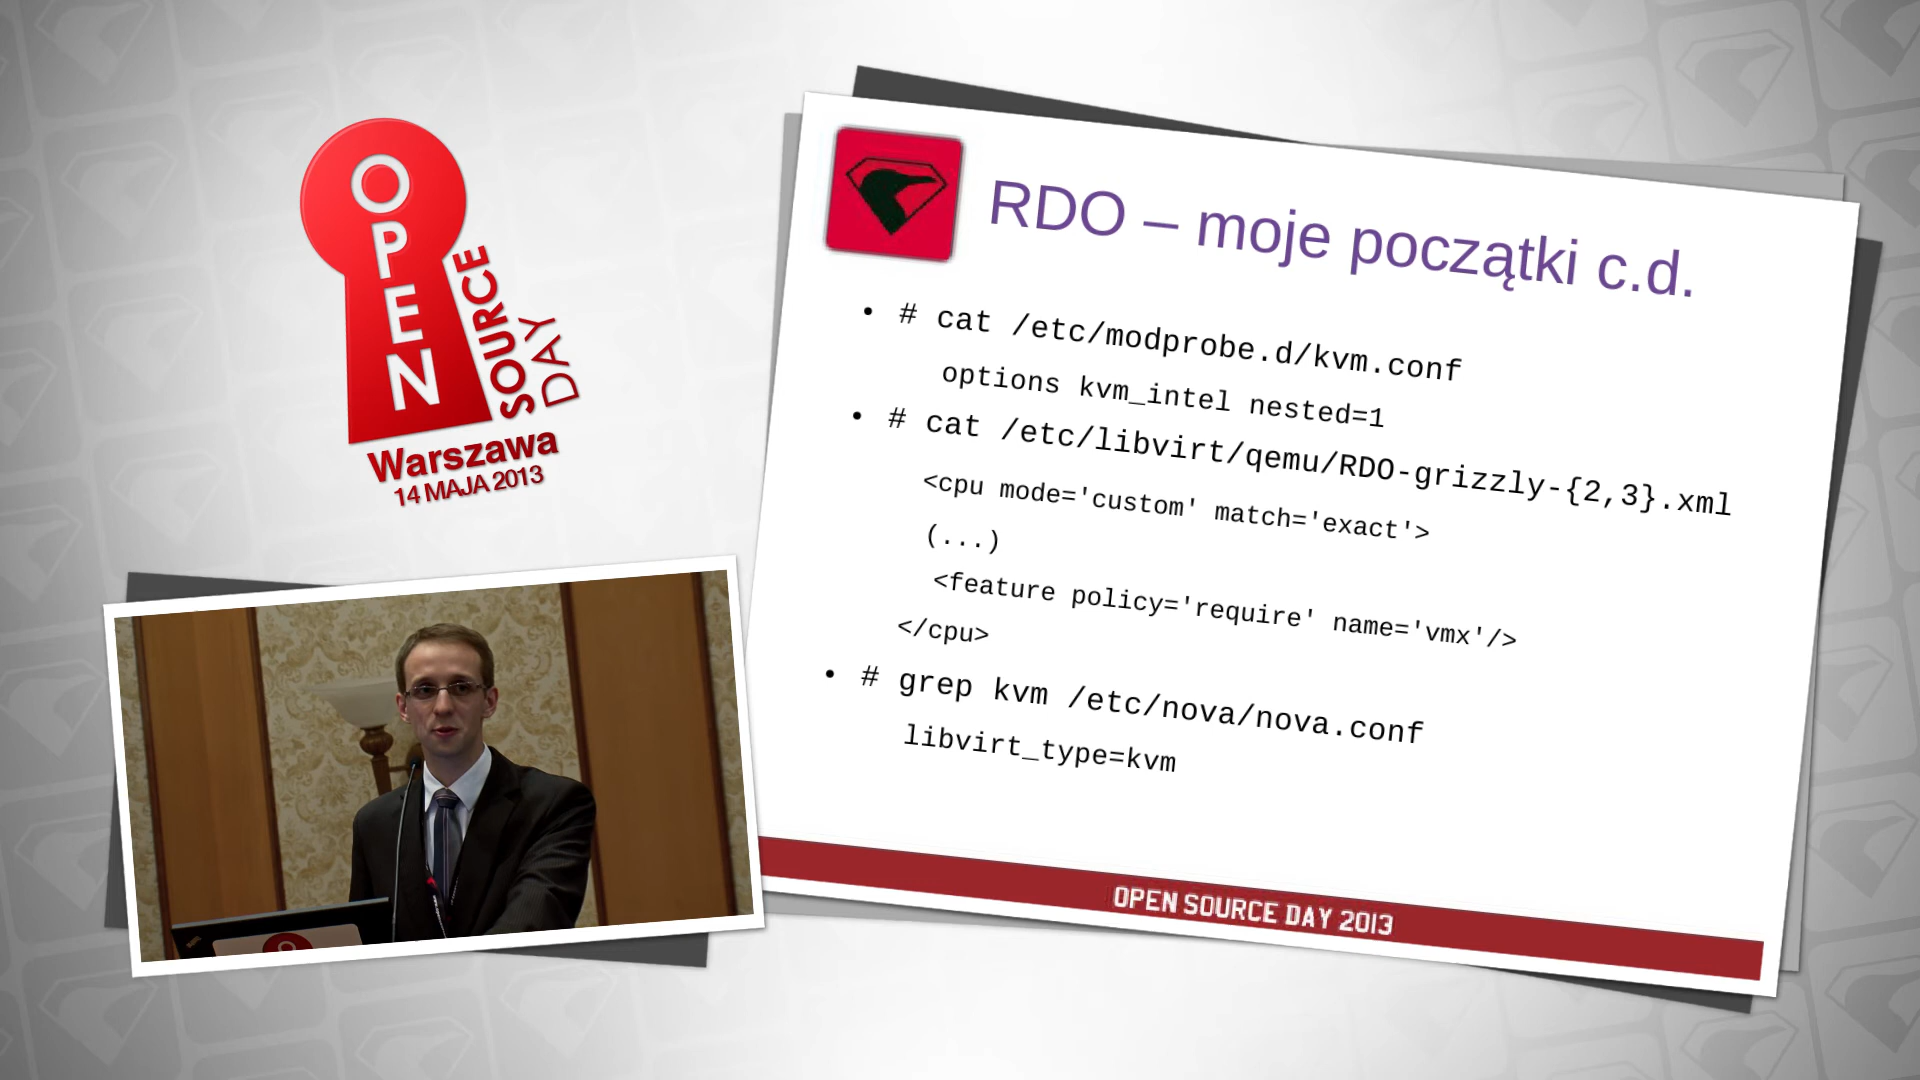 OPEN
SOURCE
DAY
Warszawa
14 MAJA 2013
RDO – moje początki c.d.
• # cat /etc/modprobe.d/kvm.conf
options kvm_intel nested=1
• # cat /etc/libvirt/qemu/RDO-grizzly-{2,3}.xml
<cpu mode='custom' match='exact'>
(...)
<feature policy='require' name='vmx'/>
</cpu>
• # grep kvm /etc/nova/nova.conf
libvirt_type=kvm
OPEN SOURCE DAY 2013